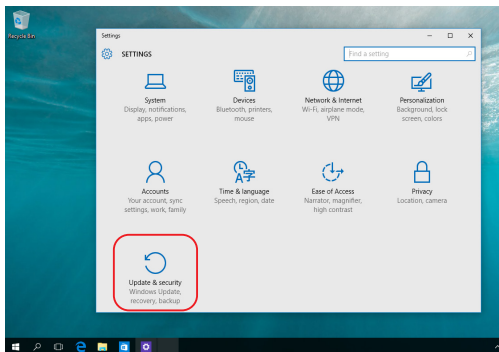 Recycle Bin
Settings
SETTINGS
Find a setting
System
Display, notifications,
apps, power
Devices
Bluetooth, printers,
mouse
Network & Internet
Wi-Fi, airplane mode,
VPN
Personalization
Background, lock
screen, colors
Accounts
Your account, sync
settings, work, family
Time & language
Speech, region, date
Ease of Access
Narrator, magnifier,
high contrast
Privacy
Location, camera
Update & security
Windows Update,
recovery, backup